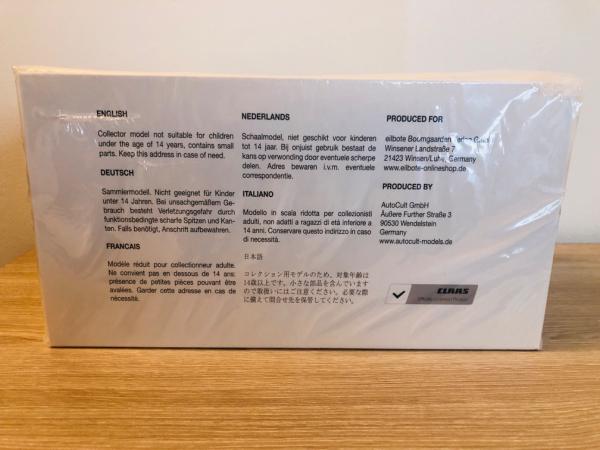 ENGLISH
Collector model not suitable for children
under the age of 14 years, contains small
parts. Keep this address in case of need.
DEUTSCH
Sammlermodell. Nicht geeignet für Kinder
unter 14 Jahren. Bei unsachgemäßem Ge-
brauch besteht Verletzungsgefahr durch
funktionsbedingte scharfe Spitzen und Kan-
ten. Falls benötigt, Anschrift aufbewahren.
FRANCAIS
Modèle réduit pour collectionneur adulte.
Ne convient pas en dessous de 14 ans:
présence de petites pièces pouvant être
avalées. Garder cette adresse en cas de
nécessité.
NEDERLANDS
Schaalmodel, niet geschikt voor kinderen
tot 14 jaar. Bij onjuist gebruik bestaat de
kans op verwonding door eventuele scherpe
delen. Adres bewaren i.v.m. eventuele
correspondentie.
ITALIANO
Modello in scala ridotta per collezionisti
adulti, non adatti a ragazzi di età inferiore a
14 anni. Conservare questo indirizzo in caso
di necessità.
日本語
コレクション用モデルのため、対象年齢は
14歳以上です。小さな部品を含んでいます
ので取扱いにはご注意ください。必要な際
に備えて問合せ先を保管してください。
PRODUCED FOR
eilbote Boomgaarden
Winsener Landstraße 7
21423 Winsen/Luhe, Germany
www.eilbote-onlineshop.de
PRODUCED BY
AutoCult GmbH
Äußere Further Straße 3
90530 Wendelstein
Germany
www.autocult-models.de
CLAAS